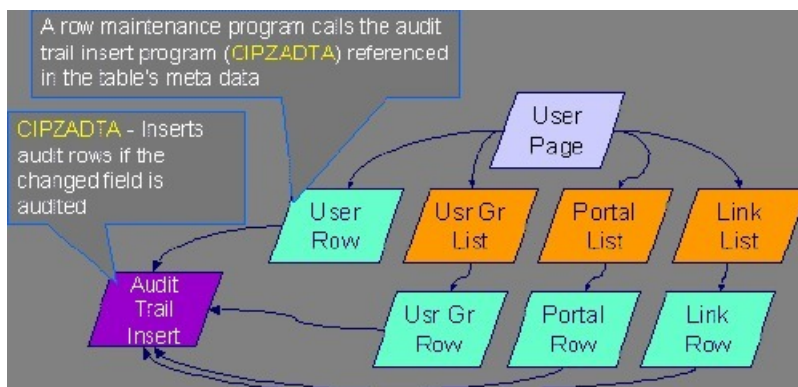 A row maintenance program calls the audit
trail insert program (CIPZADTA) referenced
in the table's meta data
CIPZADTA - Inserts
audit rows if the
changed field is
audited
User
Page
User
Row
Usr Gr
List
Portal
List
Link
List
Audit
Trail
Insert
Usr Gr
Row
Portal
Row
Link
Row